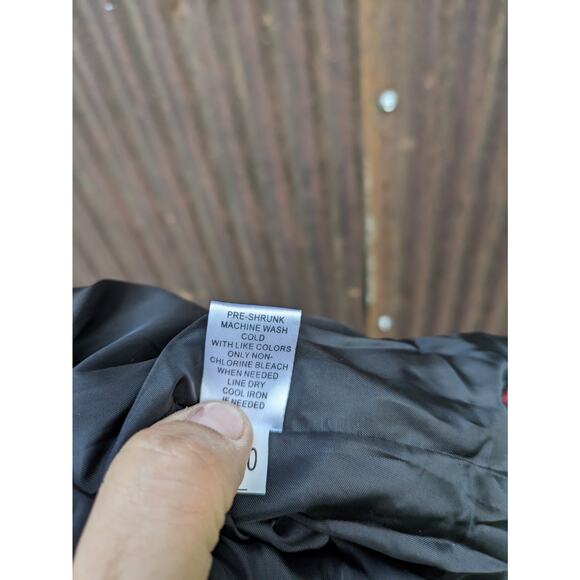 PRE-SHRUNK
MACHINE WASH
COLD
WITH LIKE COLORS
ONLY NON-
CHLORINE BLEACH
WHEN NEEDED
LINE DRY
COOL IRON
IF NEEDED